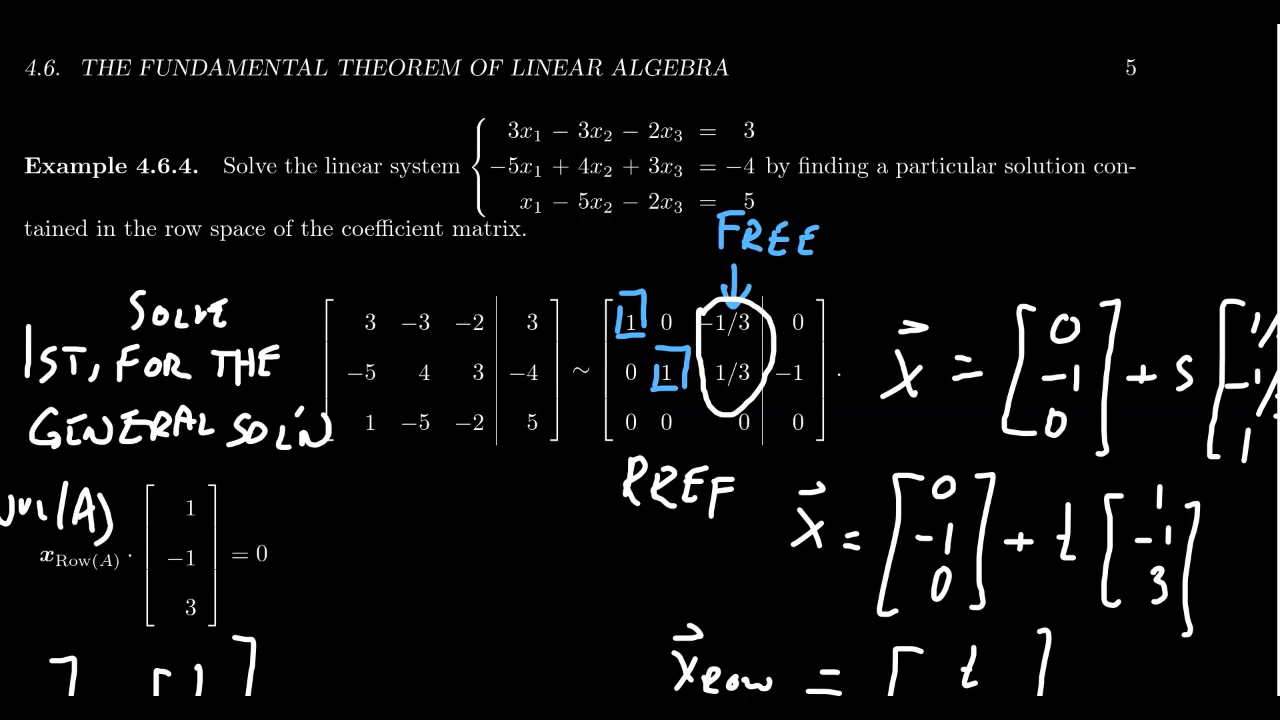 4.6. THE FUNDAMENTAL THEOREM OF LINEAR ALGEBRA 5
3x₁ − 3x₂ − 2x₃ = 3
Example 4.6.4. Solve the linear system { −5x₁ + 4x₂ + 3x₃ = −4 by finding a particular solution con-
x₁ − 5x₂ − 2x₃ = 5
tained in the row space of the coefficient matrix.
FREE
SOLVE
1ST, FOR THE
GENERAL SOL'N
[ 3 −3 −2 | 3 ] [ 1 0 −1/3 | 0 ]
[ −5 4 3 | −4 ] ∼ [ 0 1 1/3 | −1 ] .
[ 1 −5 −2 | 5 ] [ 0 0 0 | 0 ]
x⃗ = [ 0 −1 0 ] + s [
1
RREF
x⃗ = [ 0 −1 0 ] + t [ 1 −1 3 ]
(A)
x_Row(A) · [ 1 −1 3 ] = 0
x⃗ROW = [ t ]